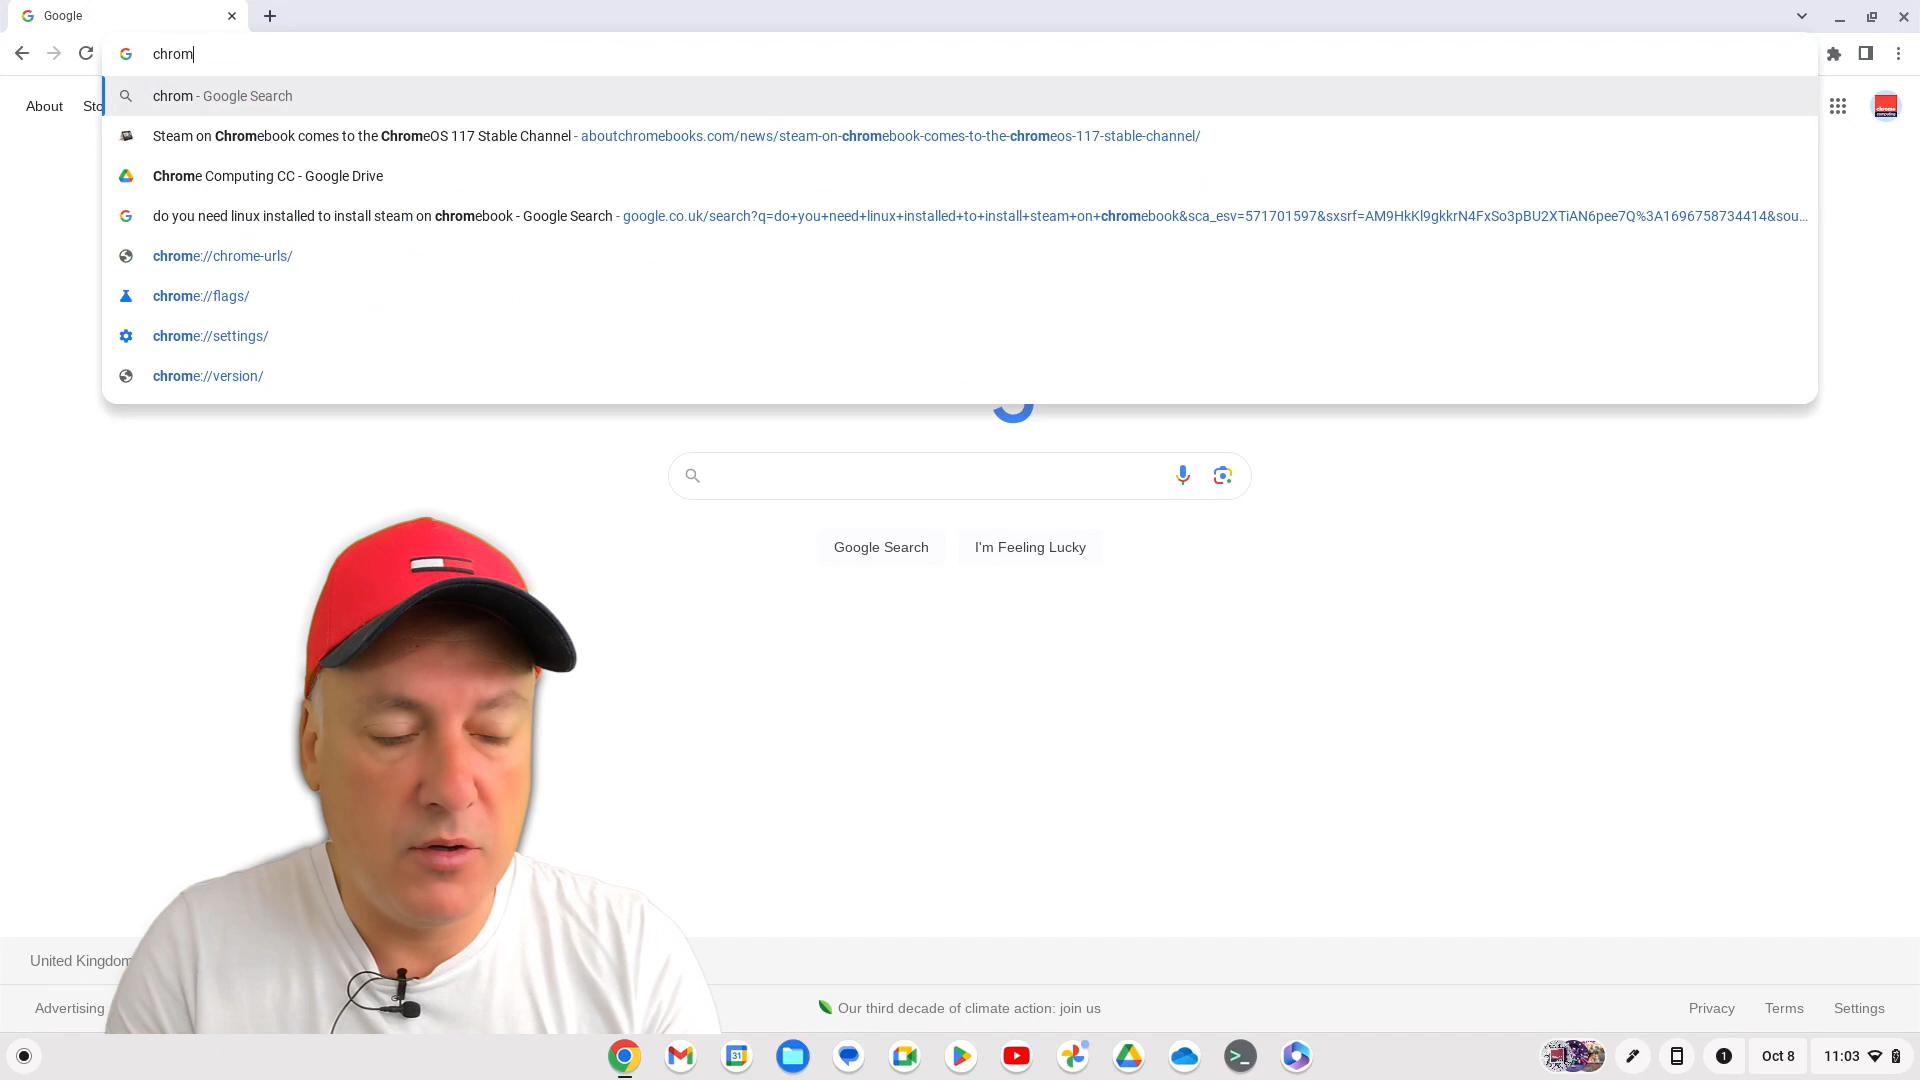 Google
chrom
chrom - Google Search
Steam on Chromebook comes to the ChromeOS 117 Stable Channel - aboutchromebooks.com/news/steam-on-chromebook-comes-to-the-chromeos-117-stable-channel/
Chrome Computing CC - Google Drive
do you need linux installed to install steam on chromebook - Google Search - google.co.uk/search?q=do+you+need+linux+installed+to+install+steam+on+chromebook&sca_esv=571701597&sxsrf=AM9HkKl9gkkrN4FxSo3pBU2XTiAN6pee7Q%3A1696758734414&sou...
chrome://chrome-urls/
chrome://flags/
chrome://settings/
chrome://version/
About Sto
chrome
computing
Google Search I'm Feeling Lucky
United Kingdom
Advertising Our third decade of climate action: join us Privacy Terms Settings
31
1 Oct 8 11:03